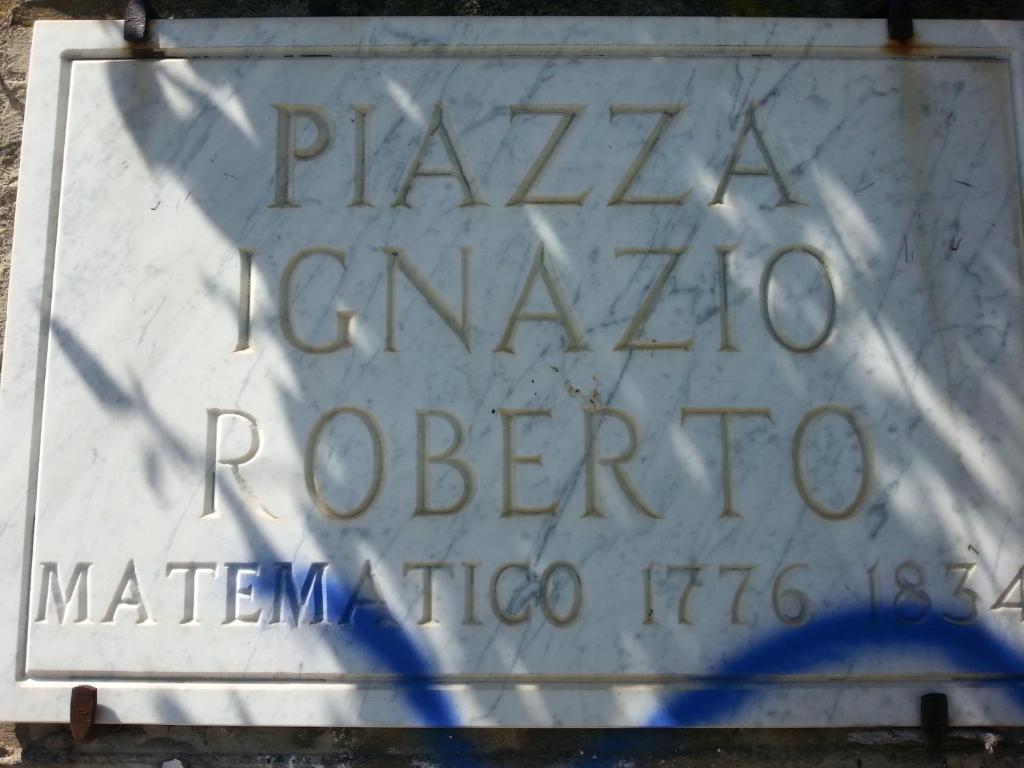 PIAZZA
IGNAZIO
ROBERTO
MATEMATICO 1776 1834